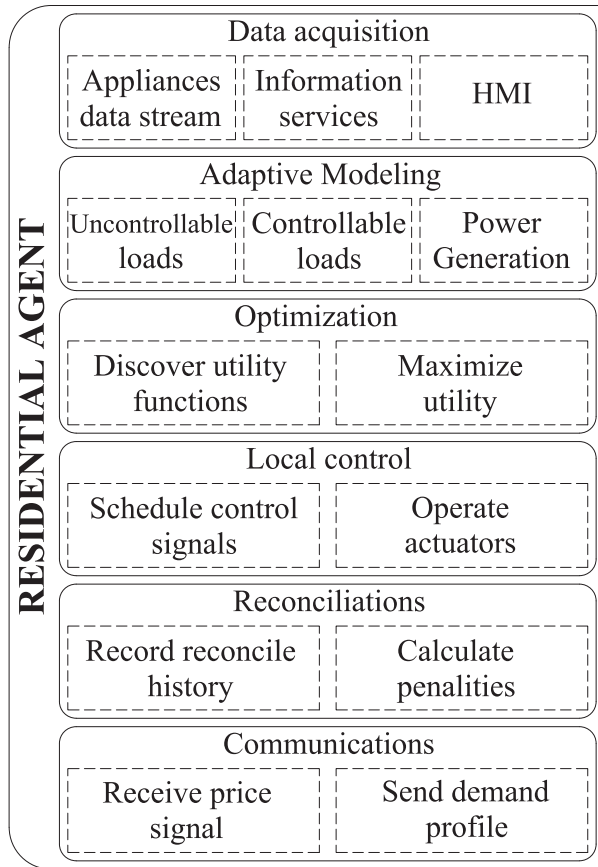 RESIDENTIAL AGENT
Data acquisition
Appliances
data stream
Information
services
HMI
Adaptive Modeling
Uncontrollable
loads
Controllable
loads
Power
Generation
Optimization
Discover utility
functions
Maximize
utility
Local control
Schedule control
signals
Operate
actuators
Reconciliations
Record reconcile
history
Calculate
penalities
Communications
Receive price
signal
Send demand
profile